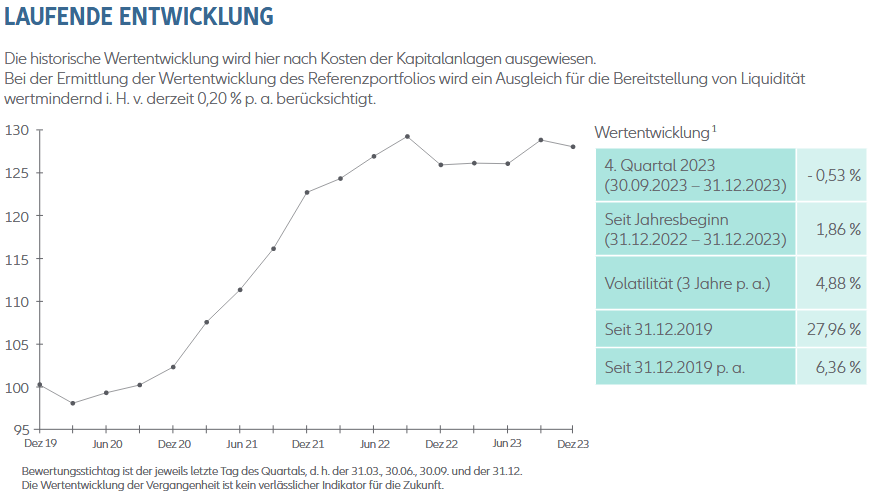 LAUFENDE ENTWICKLUNG
Die historische Wertentwicklung wird hier nach Kosten der Kapitalanlagen ausgewiesen.
Bei der Ermittlung der Wertentwicklung des Referenzportfolios wird ein Ausgleich für die Bereitstellung von Liquidität
wertmindernd i. H. v. derzeit 0,20 % p. a. berücksichtigt.
130
125
120
115
110
105
100
95
Dez 19
Jun 20
Dez 20
Jun 21
Dez 21
Jun 22
Dez 22
Jun 23
Dez 23
Wertentwicklung¹
4. Quartal 2023
(30.09.2023 – 31.12.2023)
- 0,53 %
Seit Jahresbeginn
(31.12.2022 – 31.12.2023)
1,86 %
Volatilität (3 Jahre p. a.)
4,88 %
Seit 31.12.2019
27,96 %
Seit 31.12.2019 p. a.
6,36 %
Bewertungsstichtag ist der jeweils letzte Tag des Quartals, d. h. der 31.03., 30.06., 30.09. und der 31.12.
Die Wertentwicklung der Vergangenheit ist kein verlässlicher Indikator für die Zukunft.